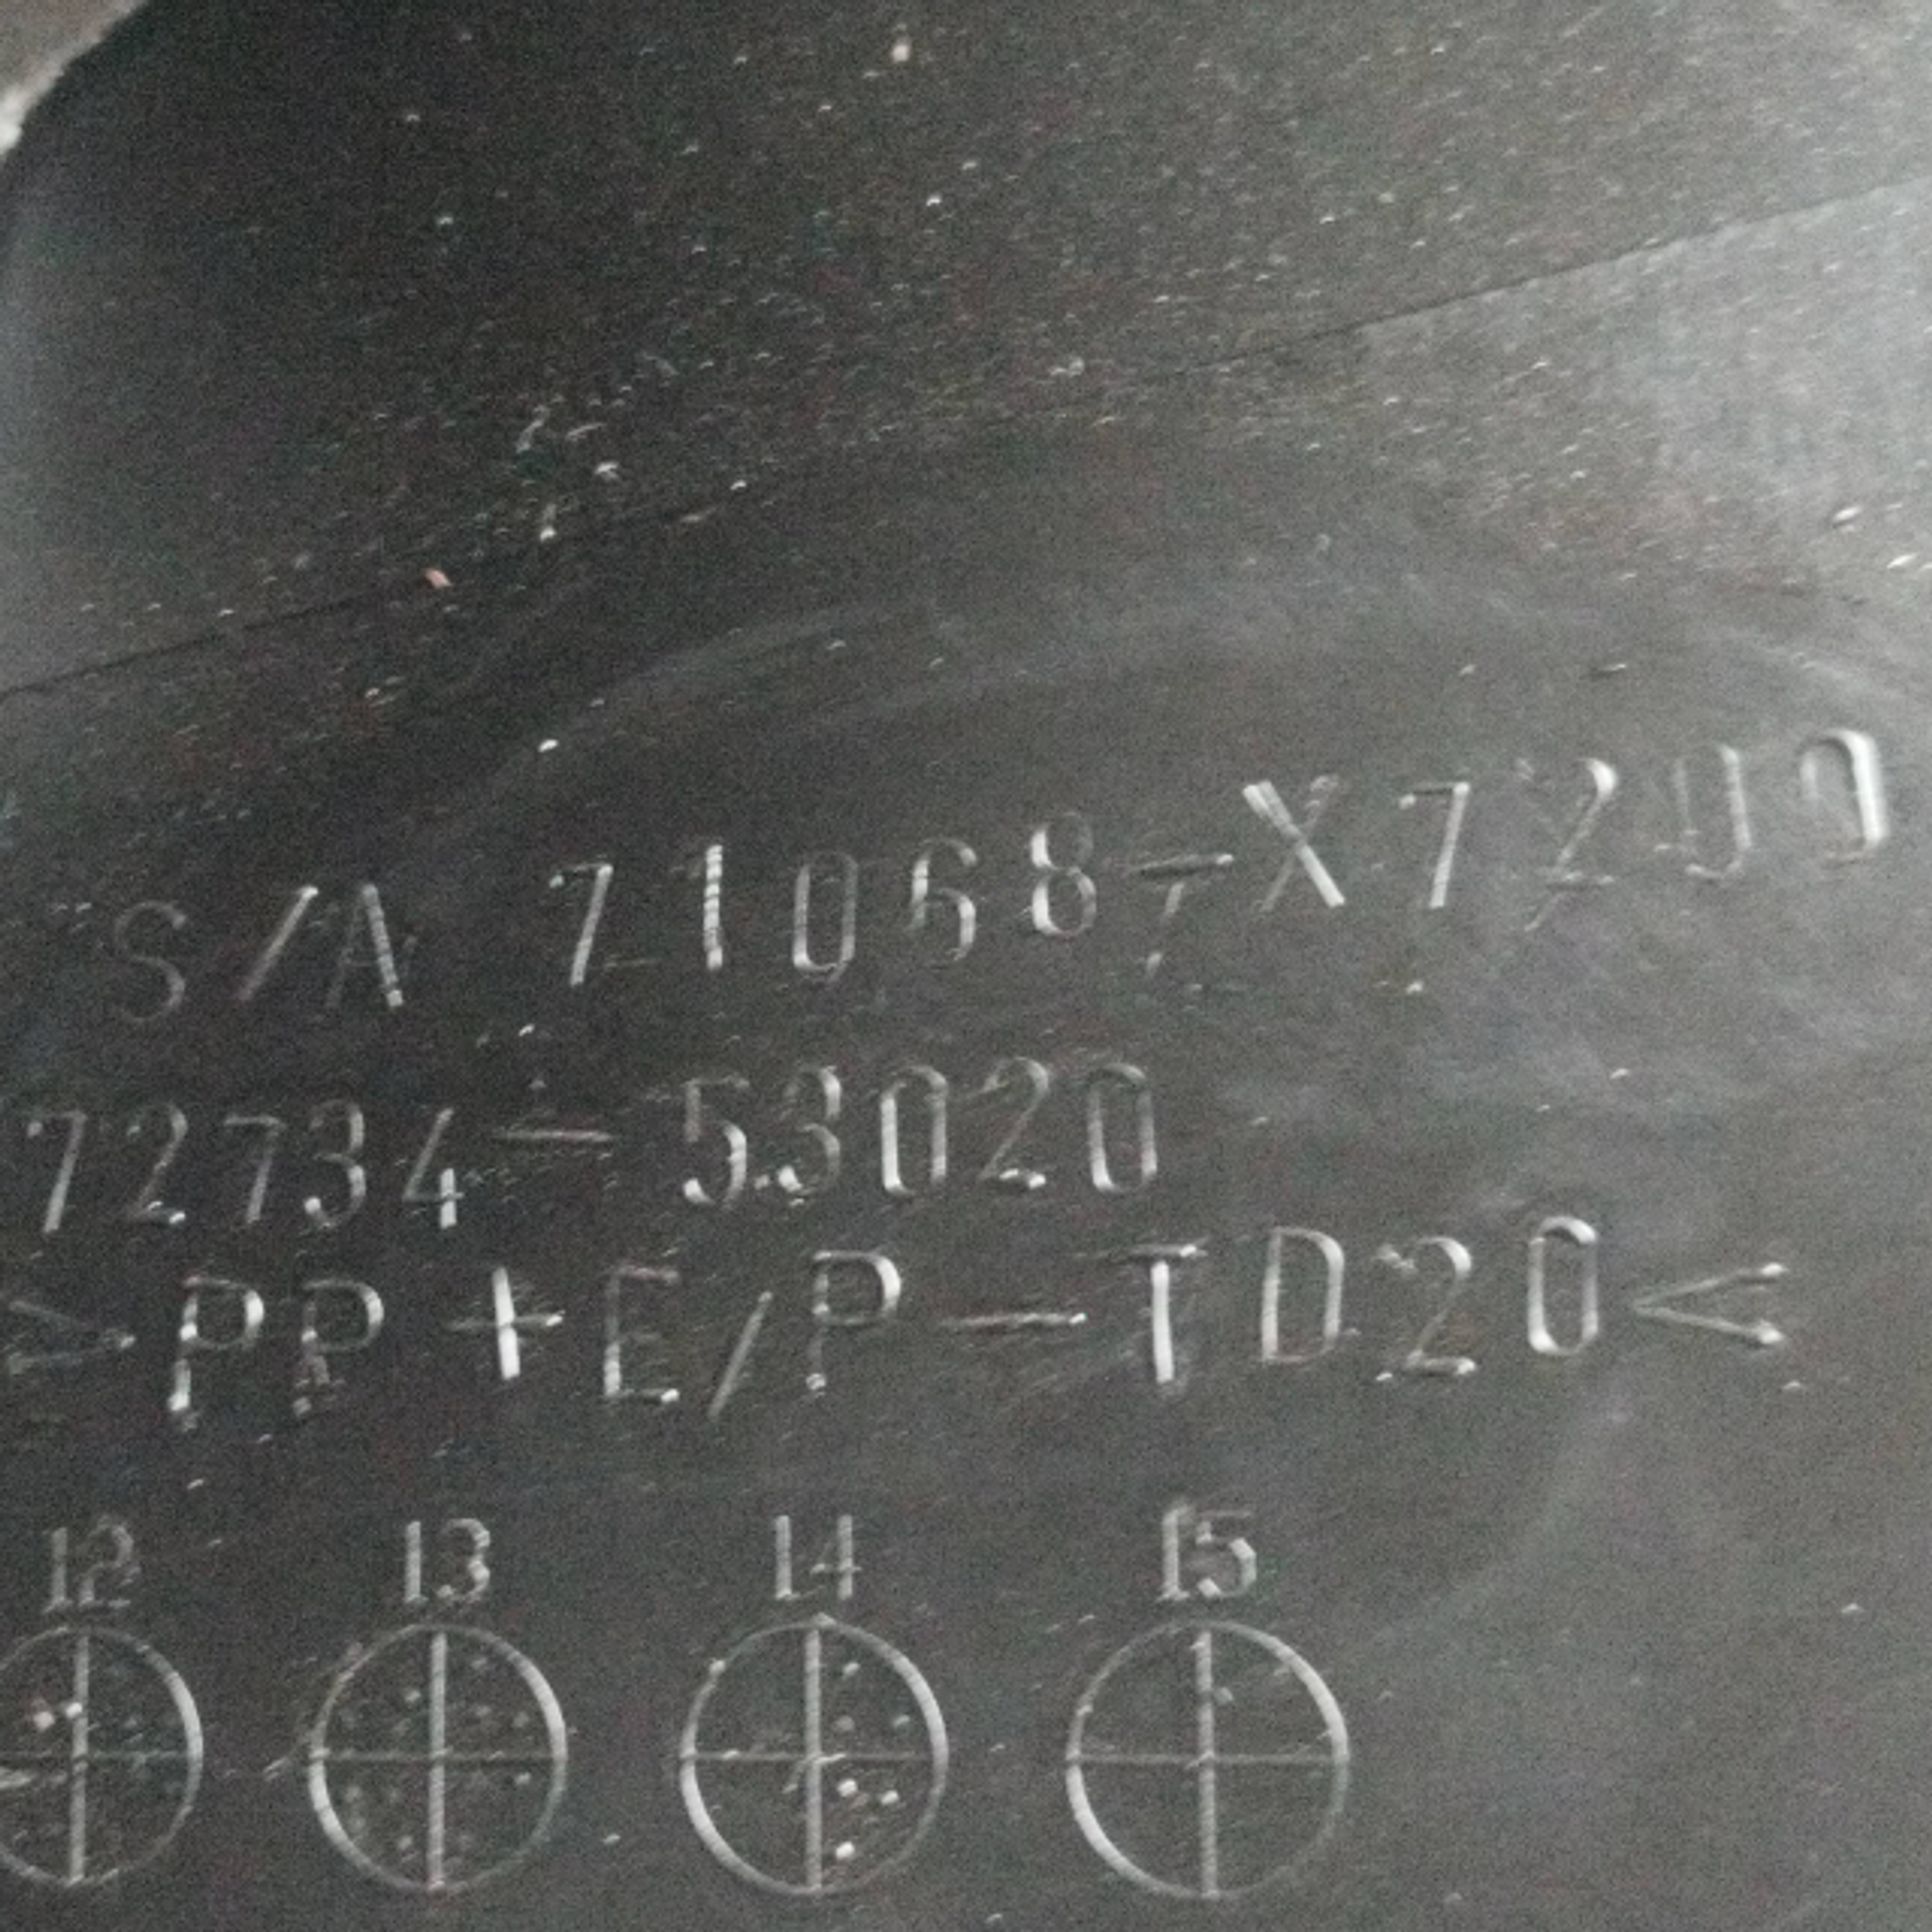 S/A 71068-X7200
72734-53020
>PP+E/P-TD20<
12 13 14 15